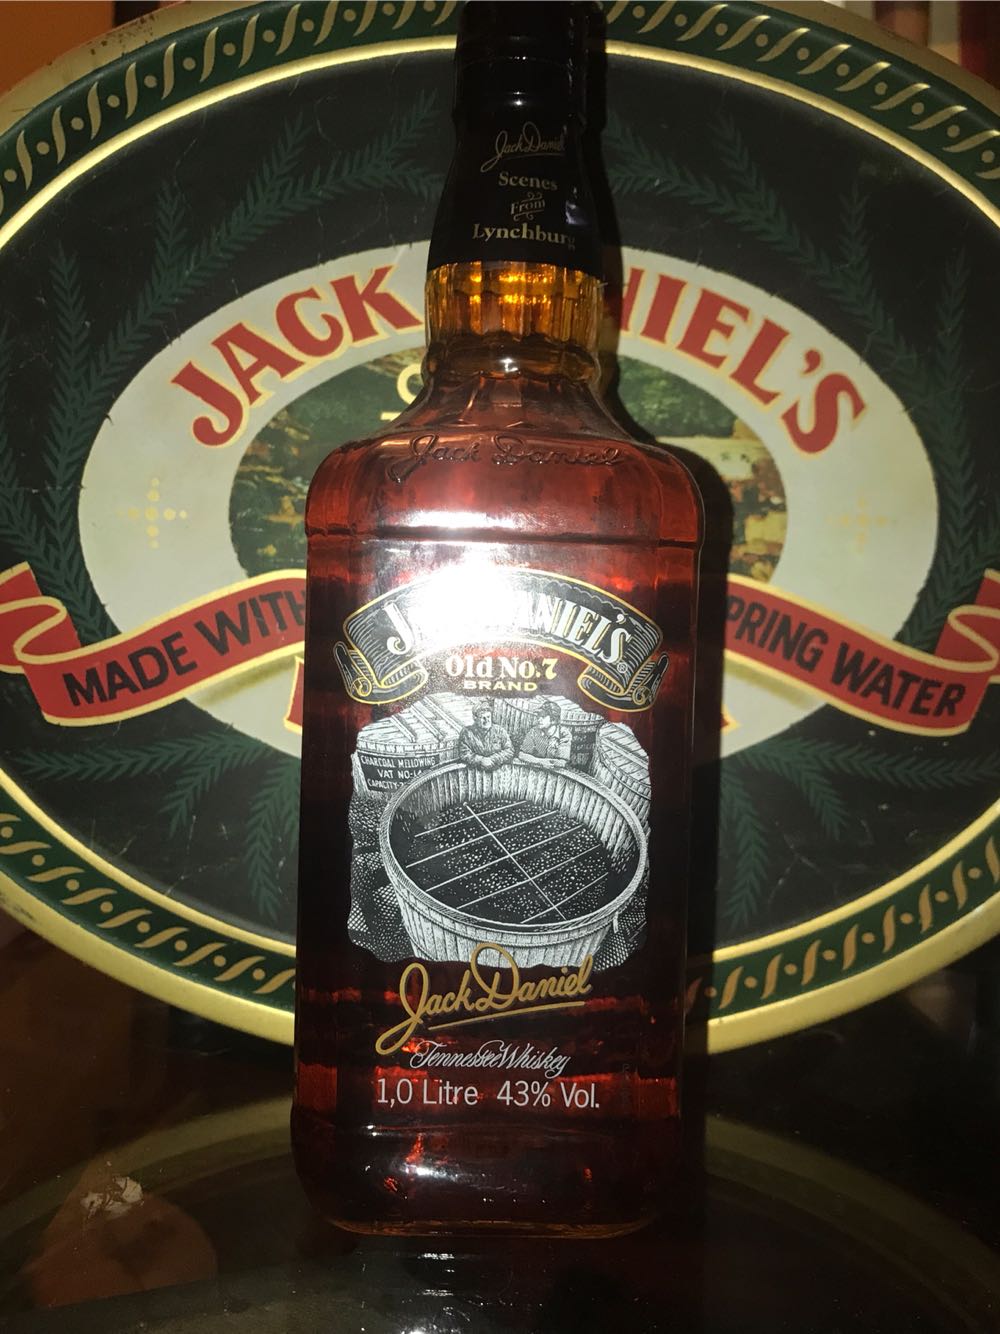 Jack Daniel
Scenes
From
Lynchburg
JACK NIEL'S
Jack Daniel
MADE WITH PRING WATER
J DANIEL'S
Old No.7
BRAND
CHARCOAL MELLOWING
VAT NO.
CAPACITY
Jack Daniel
Tennessee Whiskey
1,0 Litre 43% Vol.